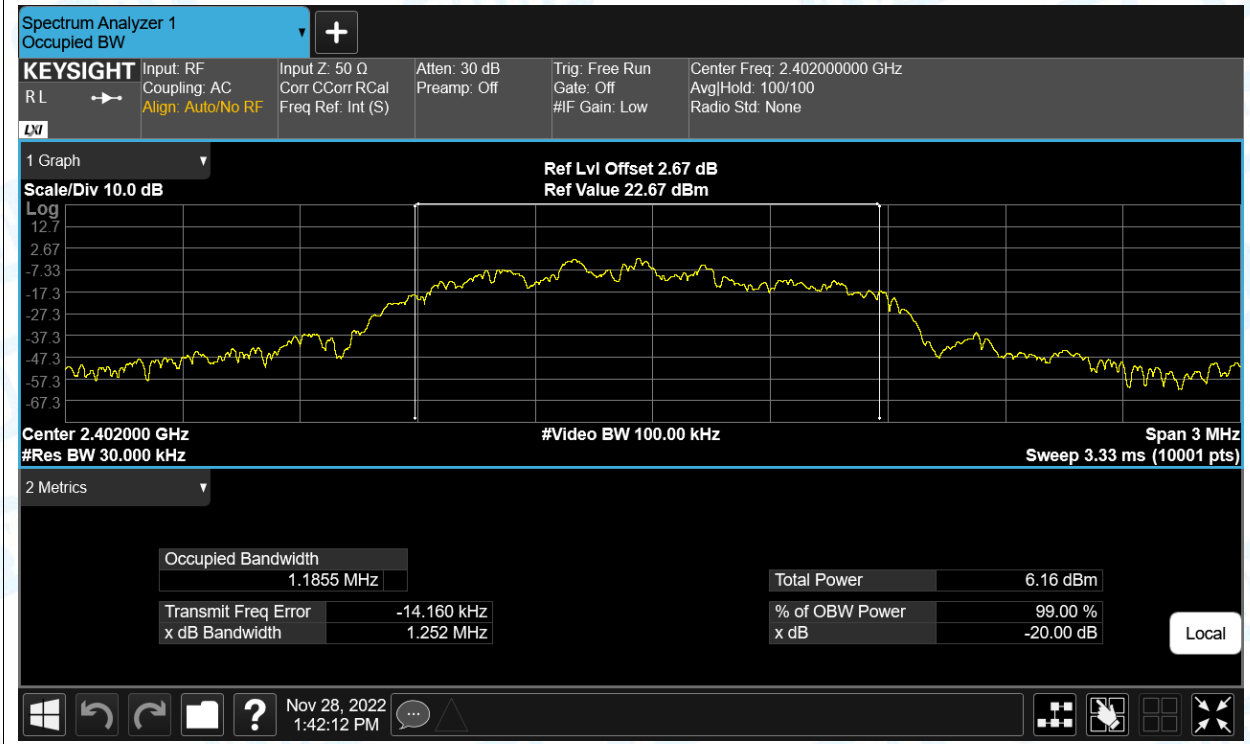 Spectrum Analyzer 1
Occupied BW
KEYSIGHT
R L
LXI
Input: RF
Coupling: AC
Align: Auto/No RF
Input Z: 50 Ω
Corr CCorr RCal
Freq Ref: Int (S)
Atten: 30 dB
Preamp: Off
Trig: Free Run
Gate: Off
#IF Gain: Low
Center Freq: 2.402000000 GHz
Avg|Hold: 100/100
Radio Std: None
1 Graph
Scale/Div 10.0 dB
Ref Lvl Offset 2.67 dB
Ref Value 22.67 dBm
Log
12.7
2.67
-7.33
-17.3
-27.3
-37.3
-47.3
-57.3
-67.3
Center 2.402000 GHz
#Video BW 100.00 kHz
Span 3 MHz
#Res BW 30.000 kHz
Sweep 3.33 ms (10001 pts)
2 Metrics
Occupied Bandwidth
1.1855 MHz
Total Power 6.16 dBm
Transmit Freq Error -14.160 kHz
% of OBW Power 99.00 %
x dB Bandwidth 1.252 MHz
x dB -20.00 dB
Local
?
Nov 28, 2022
1:42:12 PM